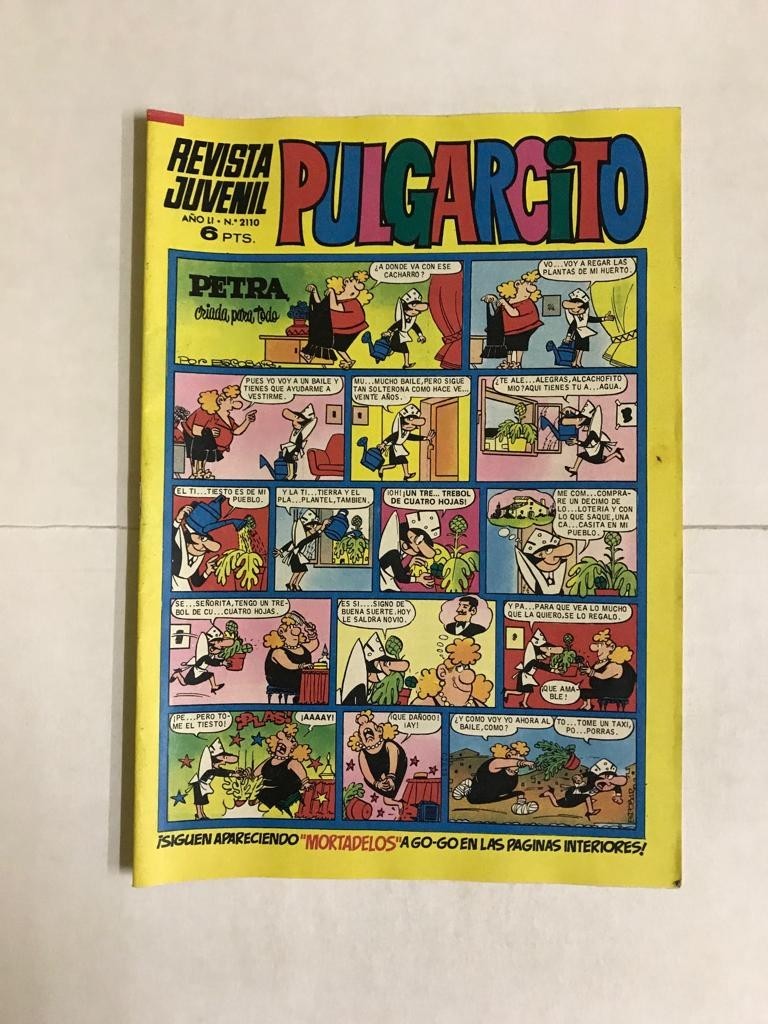 REVISTA
JUVENIL
PULGARCITO
AÑO LI - N.º 2110
6 PTS.
PETRA,
criada para todo
POR ESCOBAR
¿A DONDE VA CON ESE
CACHARRO?
VO...VOY A REGAR LAS
PLANTAS DE MI HUERTO.
PUES YO VOY A UN BAILE Y
TIENES QUE AYUDARME A
VESTIRME.
MU...MUCHO BAILE, PERO SIGUE
TAN SOLTERONA COMO HACE VE...
VEINTE AÑOS.
¿TE ALE...ALEGRAS, ALCACHOFITO
MIO? AQUI TIENES TU A...AGUA.
EL TI...TIESTO ES DE MI
PUEBLO.
Y LA TI...TIERRA Y EL
PLA...PLANTEL, TAMBIEN.
¡OH! ¡UN TRE...TREBOL
DE CUATRO HOJAS!
ME COM...COMPRA-
RE UN DECIMO DE
LO...LOTERIA Y CON
LO QUE SAQUE, UNA
CA...CASITA EN MI
PUEBLO.
SE...SEÑORITA, TENGO UN TRE-
BOL DE CU...CUATRO HOJAS.
ES SI....SIGNO DE
BUENA SUERTE. HOY
LE SALDRA NOVIO.
Y PA...PARA QUE VEA LO MUCHO
QUE LA QUIERO, SE LO REGALO.
¡QUE AMA-
BLE!
¡PE...PERO TO-
ME EL TIESTO!
¡PLAS!
¡AAAAY!
¡QUE DAÑOOO!
¡AY!
¿Y COMO VOY YO AHORA AL
BAILE, COMO?
TO...TOME UN TAXI,
PO...PORRAS.
¡SIGUEN APARECIENDO "MORTADELOS" A GO-GO EN LAS PAGINAS INTERIORES!